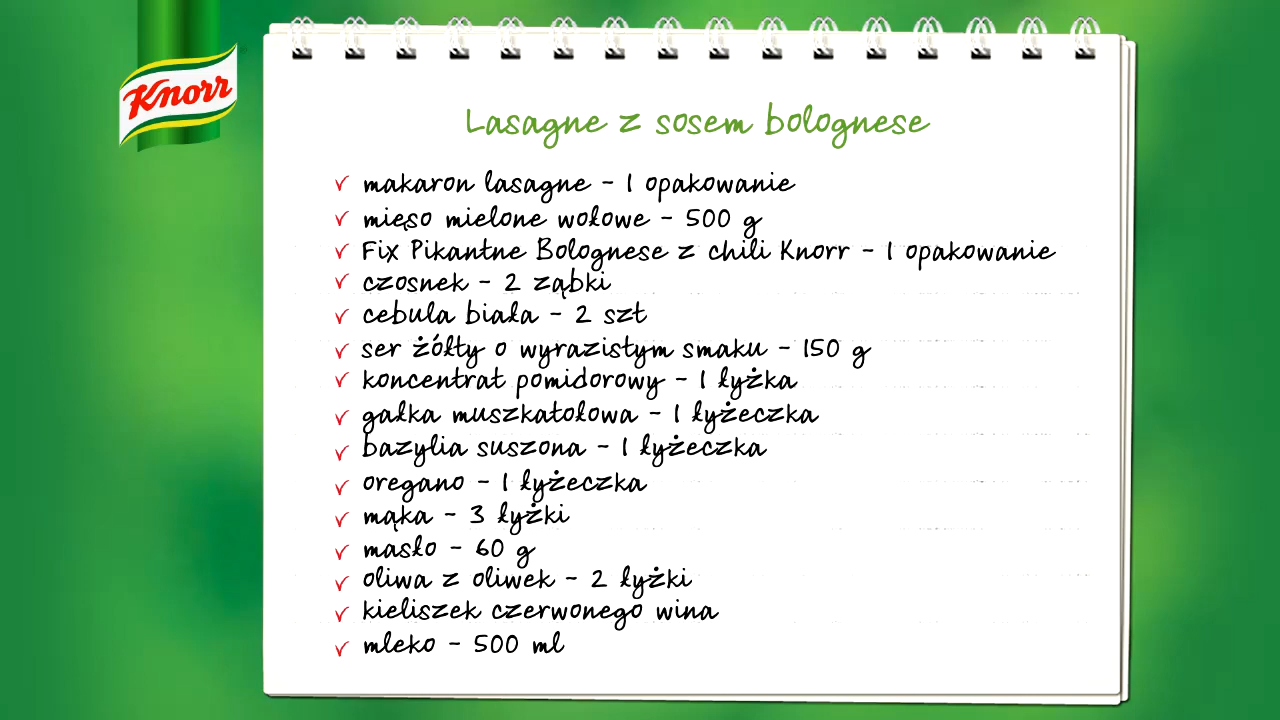 Knorr
Lasagne z sosem bolognese
makaron lasagne - 1 opakowanie
mięso mielone wołowe - 500 g
Fix Pikantne Bolognese z chili Knorr - 1 opakowanie
czosnek - 2 ząbki
cebula biała - 2 szt
ser żółty o wyrazistym smaku - 150 g
koncentrat pomidorowy - 1 łyżka
gałka muszkatołowa - 1 łyżeczka
bazylia suszona - 1 łyżeczka
oregano - 1 łyżeczka
mąka - 3 łyżki
masło - 60 g
oliwa z oliwek - 2 łyżki
kieliszek czerwonego wina
mleko - 500 ml